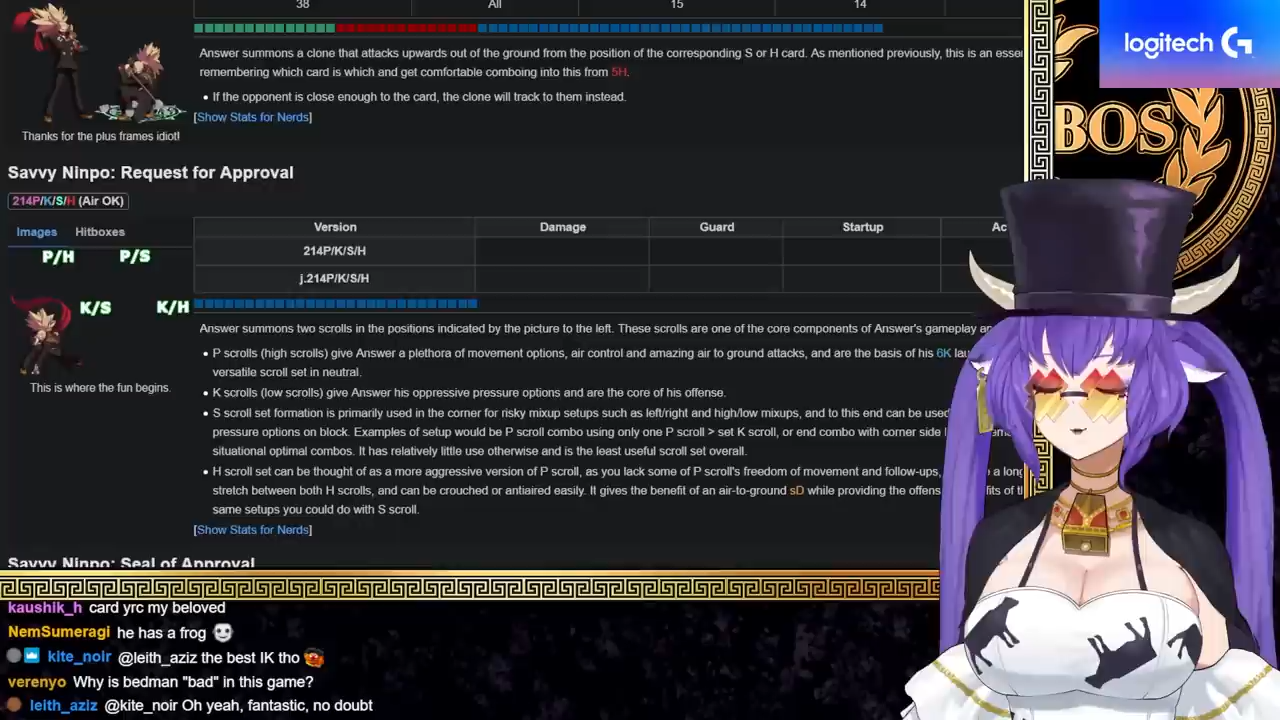 38 All 15 14
Answer summons a clone that attacks upwards out of the ground from the position of the corresponding S or H card. As mentioned previously, this is an
remembering which card is which and get comfortable comboing into this from 5H.
• If the opponent is close enough to the card, the clone will track to them instead.
[Show Stats for Nerds]
Thanks for the plus frames idiot!
Savvy Ninpo: Request for Approval
214P/K/S/H (Air OK)
Images Hitboxes
P/H P/S
K/S K/H
This is where the fun begins.
Version Damage Guard Startup
214P/K/S/H
j.214P/K/S/H
Answer summons two scrolls in the positions indicated by the picture to the left. These scrolls are one of the core components of Answer's gameplay
• P scrolls (high scrolls) give Answer a plethora of movement options, air control and amazing air to ground attacks, and are the basis of his 6K
versatile scroll set in neutral.
• K scrolls (low scrolls) give Answer his oppressive pressure options and are the core of his offense.
• S scroll set formation is primarily used in the corner for risky mixup setups such as left/right and high/low mixups, and to this end can be used
pressure options on block. Examples of setup would be P scroll combo using only one P scroll > set K scroll, or end combo with corner side
situational optimal combos. It has relatively little use otherwise and is the least useful scroll set overall.
• H scroll set can be thought of as a more aggressive version of P scroll, as you lack some of P scroll's freedom of movement and follow-ups, a
stretch between both H scrolls, and can be crouched or antiaired easily. It gives the benefit of an air-to-ground sD while providing the
same setups you could do with S scroll.
[Show Stats for Nerds]
Savvy Ninpo: Seal of Approval
logitech G
BOS
kaushik_h card yrc my beloved
NemSumeragi he has a frog
kite_noir @leith_aziz the best IK tho
verenyo Why is bedman "bad" in this game?
leith_aziz @kite_noir Oh yeah, fantastic, no doubt